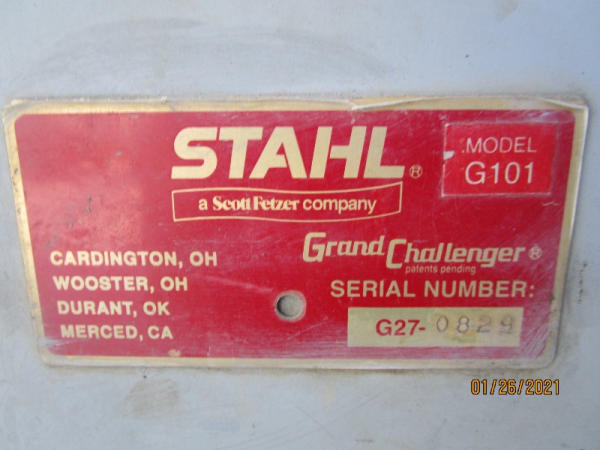 STAHL®
a Scott Fetzer company
.MODEL
G101
CARDINGTON, OH
WOOSTER, OH
DURANT, OK
MERCED, CA
Grand Challenger®
patents pending
SERIAL NUMBER:
G27-0829
01/26/2021